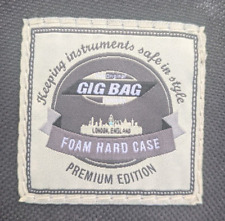 Keeping instruments safe in style
GIG BAG
LONDON, ENGLAND
FOAM HARD CASE
PREMIUM EDITION